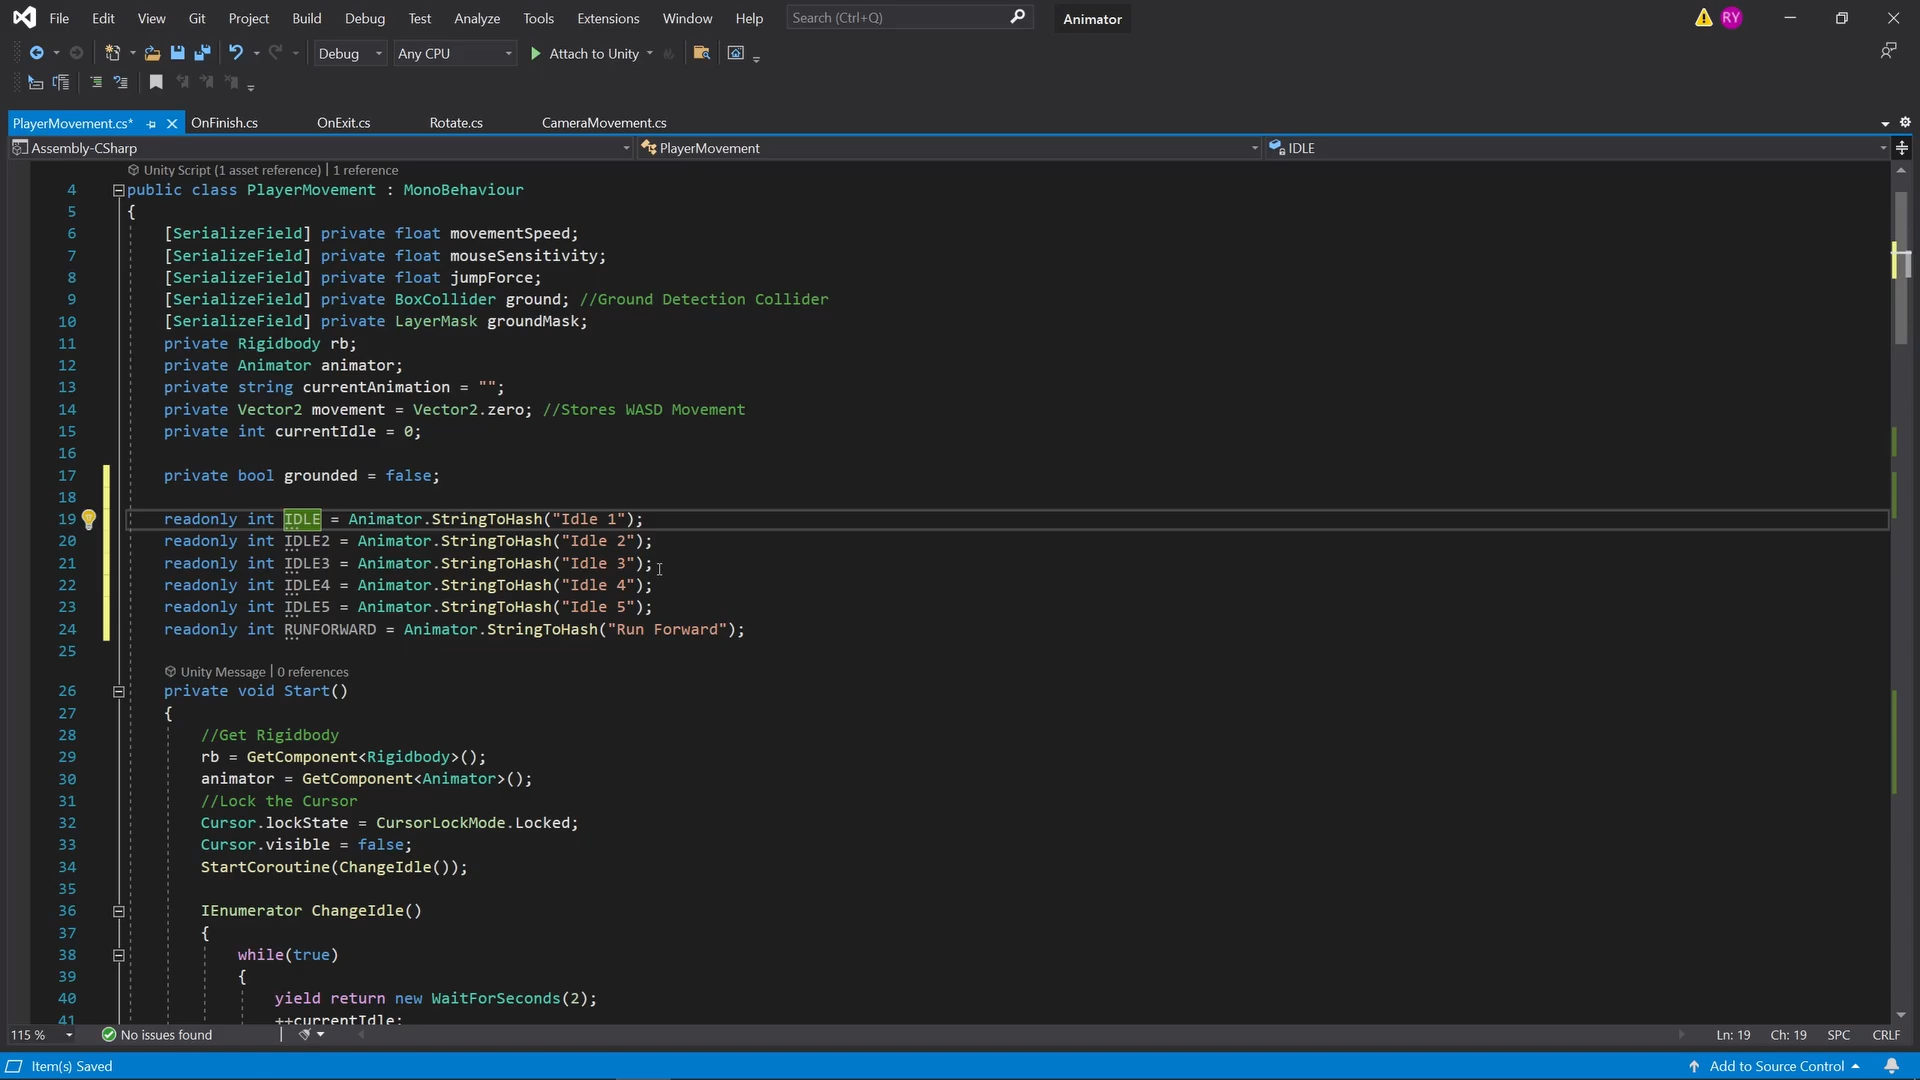 File Edit View Git Project Build Debug Test Analyze Tools Extensions Window Help Search (Ctrl+Q) Animator RY
Debug Any CPU Attach to Unity
PlayerMovement.cs* OnFinish.cs OnExit.cs Rotate.cs CameraMovement.cs
Assembly-CSharp PlayerMovement IDLE
Unity Script (1 asset reference) | 1 reference
4 public class PlayerMovement : MonoBehaviour
5 {
6 [SerializeField] private float movementSpeed;
7 [SerializeField] private float mouseSensitivity;
8 [SerializeField] private float jumpForce;
9 [SerializeField] private BoxCollider ground; //Ground Detection Collider
10 [SerializeField] private LayerMask groundMask;
11 private Rigidbody rb;
12 private Animator animator;
13 private string currentAnimation = "";
14 private Vector2 movement = Vector2.zero; //Stores WASD Movement
15 private int currentIdle = 0;
16
17 private bool grounded = false;
18
19 readonly int IDLE = Animator.StringToHash("Idle 1");
20 readonly int IDLE2 = Animator.StringToHash("Idle 2");
21 readonly int IDLE3 = Animator.StringToHash("Idle 3");
22 readonly int IDLE4 = Animator.StringToHash("Idle 4");
23 readonly int IDLE5 = Animator.StringToHash("Idle 5");
24 readonly int RUNFORWARD = Animator.StringToHash("Run Forward");
25
Unity Message | 0 references
26 private void Start()
27 {
28 //Get Rigidbody
29 rb = GetComponent<Rigidbody>();
30 animator = GetComponent<Animator>();
31 //Lock the Cursor
32 Cursor.lockState = CursorLockMode.Locked;
33 Cursor.visible = false;
34 StartCoroutine(ChangeIdle());
35
36 IEnumerator ChangeIdle()
37 {
38 while(true)
39 {
40 yield return new WaitForSeconds(2);
41 ++currentIdle;
115 % No issues found Ln: 19 Ch: 19 SPC CRLF
Item(s) Saved Add to Source Control